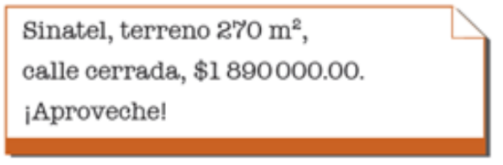 Sinatel, terreno 270 m²,
calle cerrada, $1 890 000.00.
¡Aproveche!